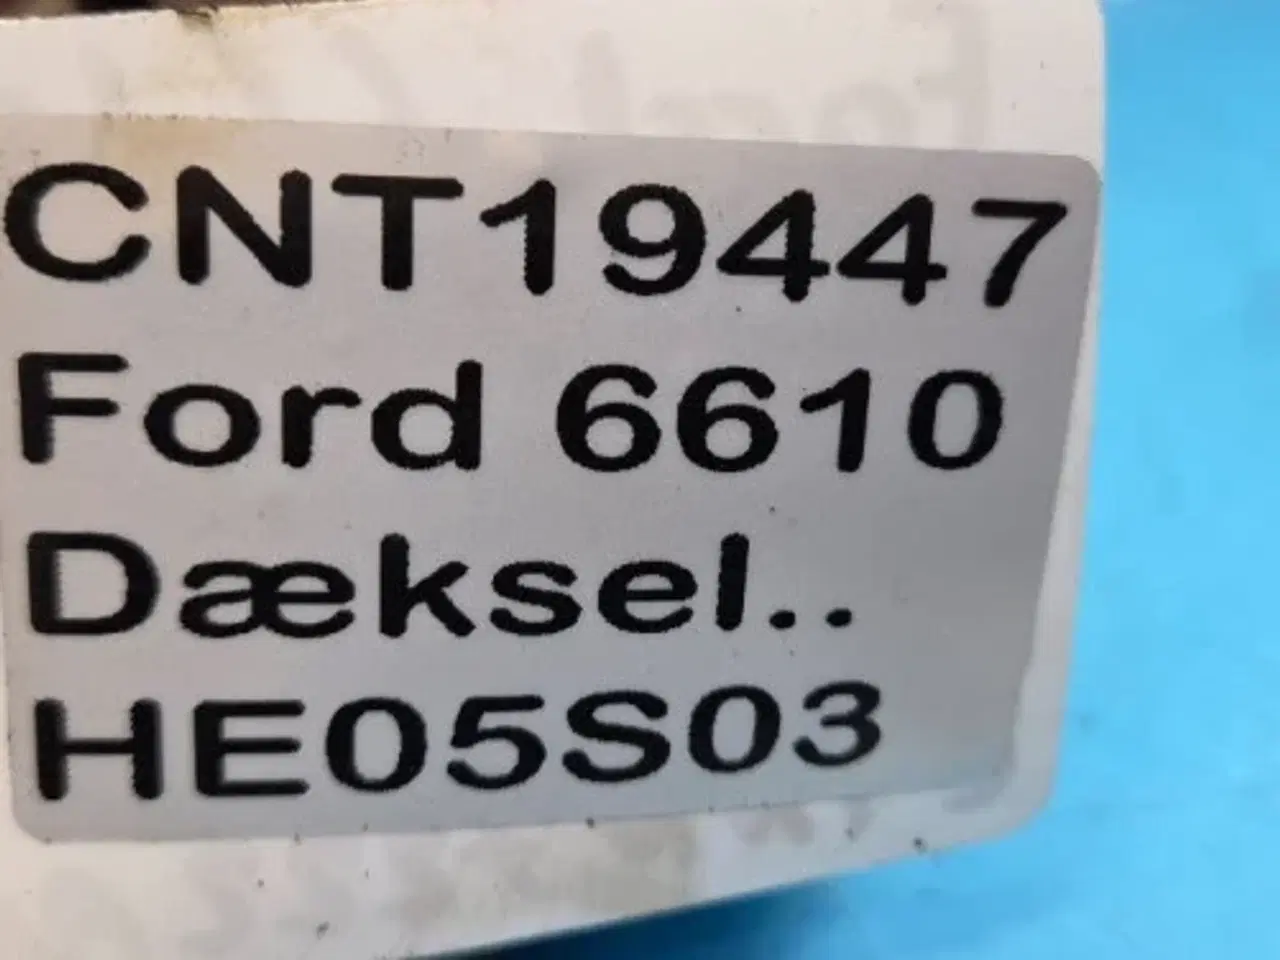 CNT19447
Ford 6610
Dæksel..
HE05S03